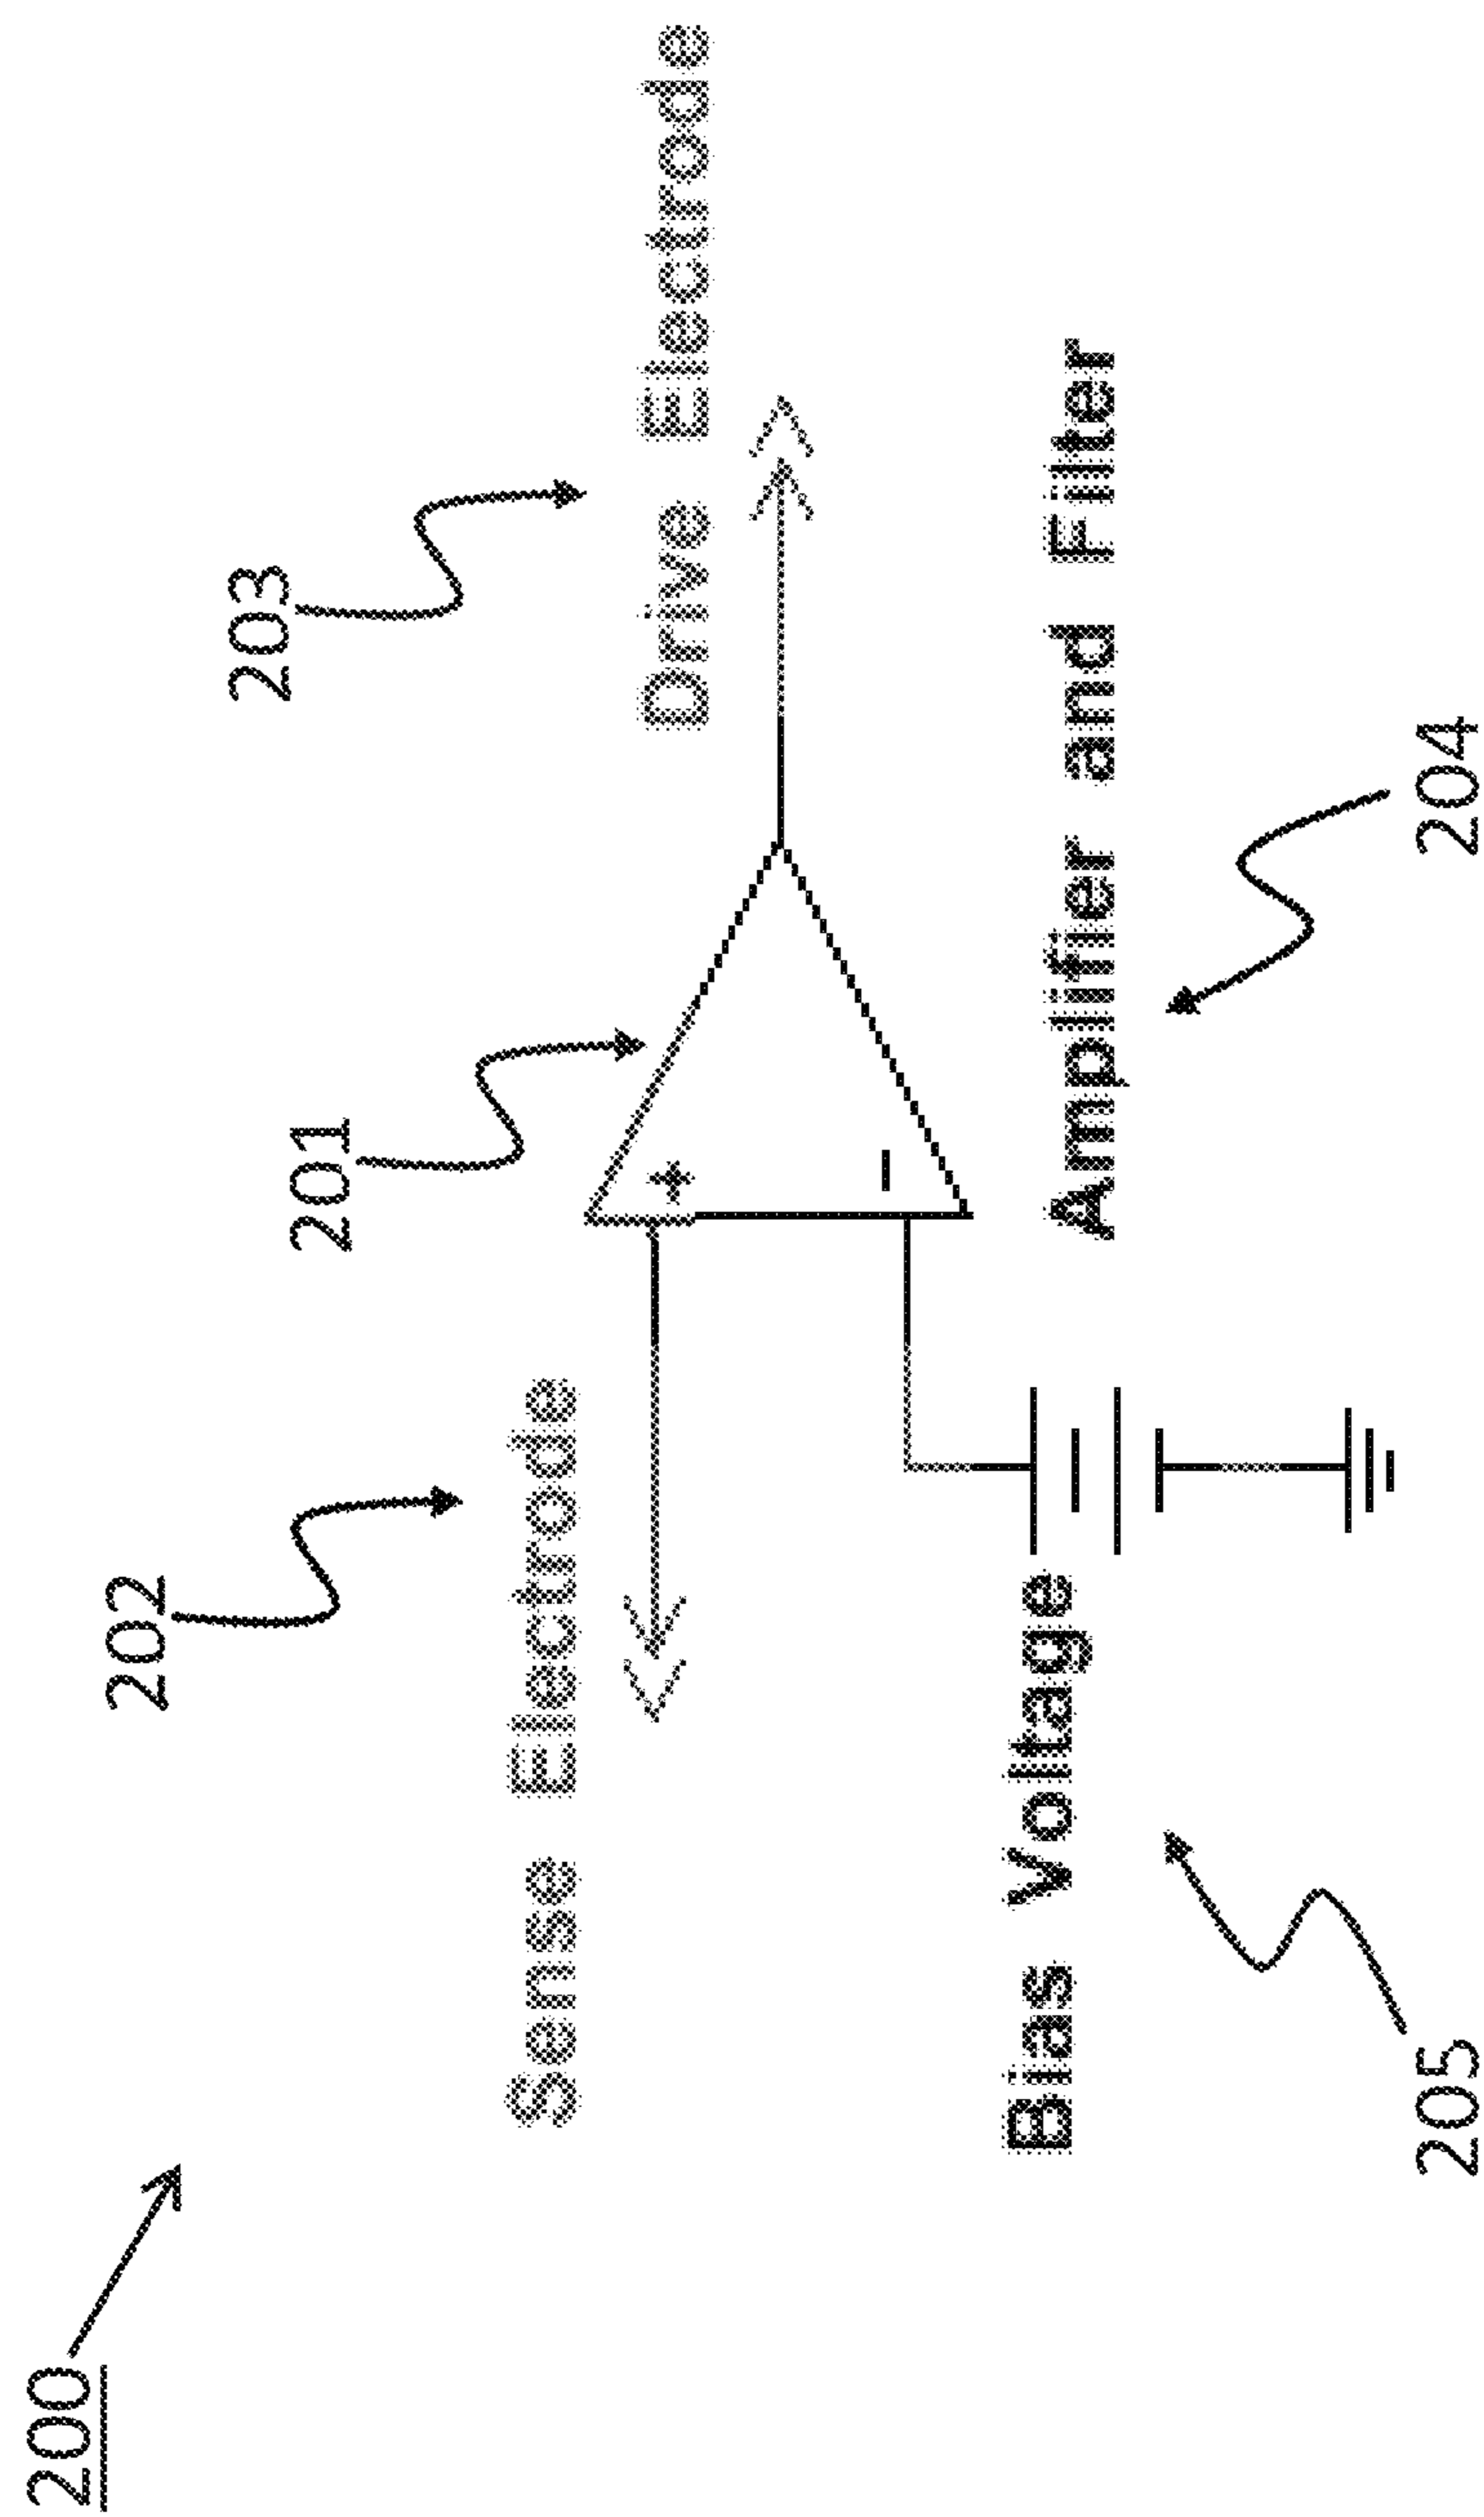 200
202
201
203
Drive Electrode
Sense Electrode
+
-
Bias Voltage
Amplifier and Filter
205
204